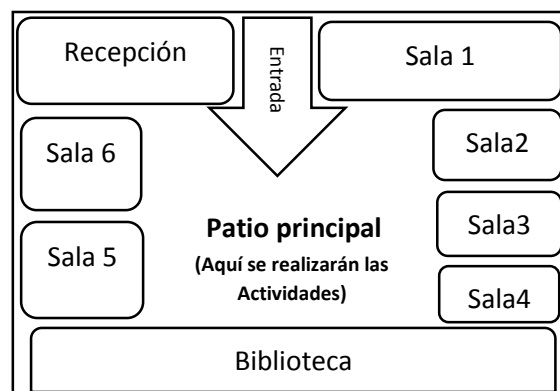 Recepción
Entrada
Sala 1
Sala 6
Sala2
Sala 5
Sala3
Patio principal
(Aquí se realizarán las
Actividades)
Sala4
Biblioteca